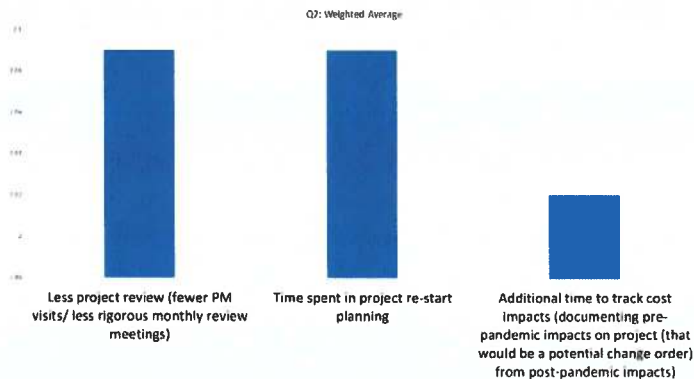 Q7: Weighted Average
2
Less project review (fewer PM
visits/ less rigorous monthly review
meetings)
Time spent in project re-start
planning
Additional time to track cost
impacts (documenting pre-
pandemic impacts on project (that
would be a potential change order)
from post-pandemic impacts)